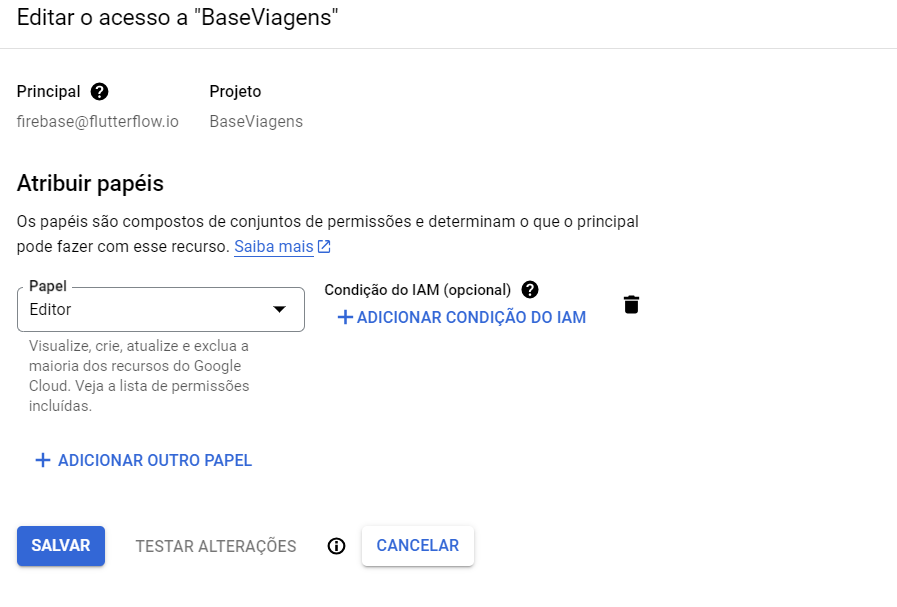 Editar o acesso a "BaseViagens"
Principal
Projeto
firebase@flutterflow.io
BaseViagens
Atribuir papéis
Os papéis são compostos de conjuntos de permissões e determinam o que o principal
pode fazer com esse recurso. Saiba mais
Papel
Editor
Condição do IAM (opcional)
+ ADICIONAR CONDIÇÃO DO IAM
Visualize, crie, atualize e exclua a
maioria dos recursos do Google
Cloud. Veja a lista de permissões
incluídas.
+ ADICIONAR OUTRO PAPEL
SALVAR
TESTAR ALTERAÇÕES
CANCELAR